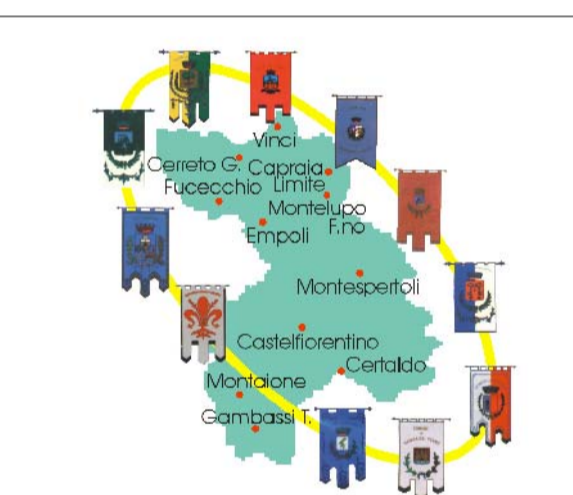 Vinci
Cerreto G. Capraia
Fucecchio Limite
Montelupo
Empoli F.no
Montespertoli
Castelfiorentino
Certaldo
Montaione
Gambassi T.